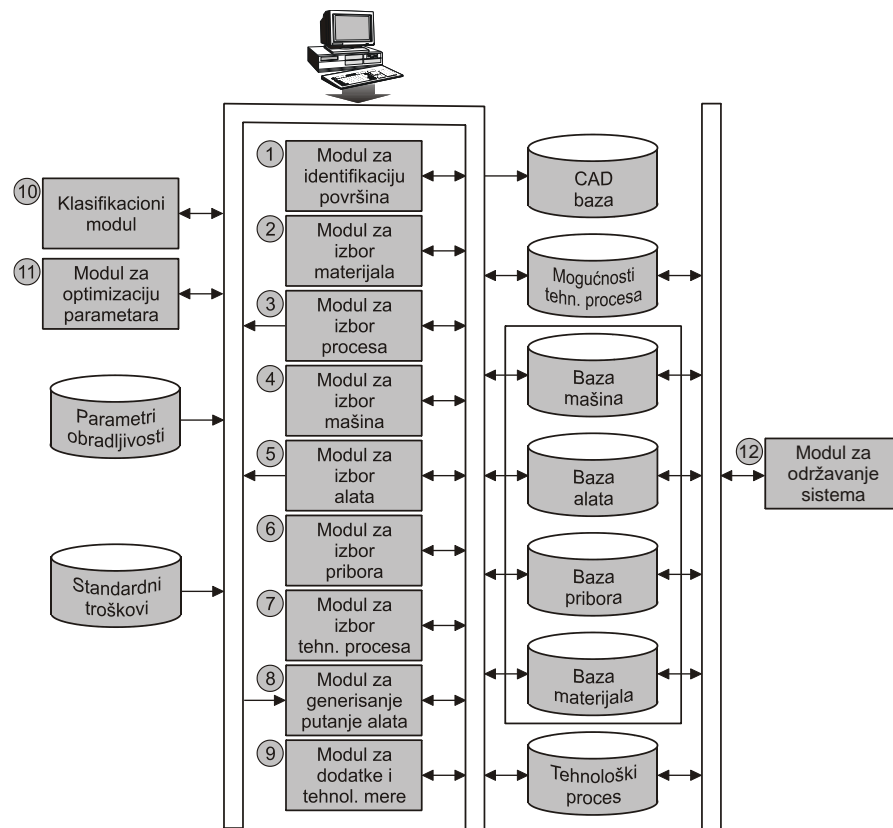 10
Klasifikacioni
modul
11
Modul za
optimizaciju
parametara
Parametri
obradljivosti
Standardni
troškovi
1
Modul za
identifikaciju
površina
2
Modul za
izbor
materijala
3
Modul za
izbor
procesa
4
Modul za
izbor
mašina
5
Modul za
izbor
alata
6
Modul za
izbor
pribora
7
Modul za
izbor
tehn. procesa
8
Modul za
generisanje
putanje alata
9
Modul za
dodatke i
tehnol. mere
CAD
baza
Mogućnosti
tehn. procesa
Baza
mašina
Baza
alata
Baza
pribora
Baza
materijala
Tehnološki
proces
12
Modul za
održavanje
sistema